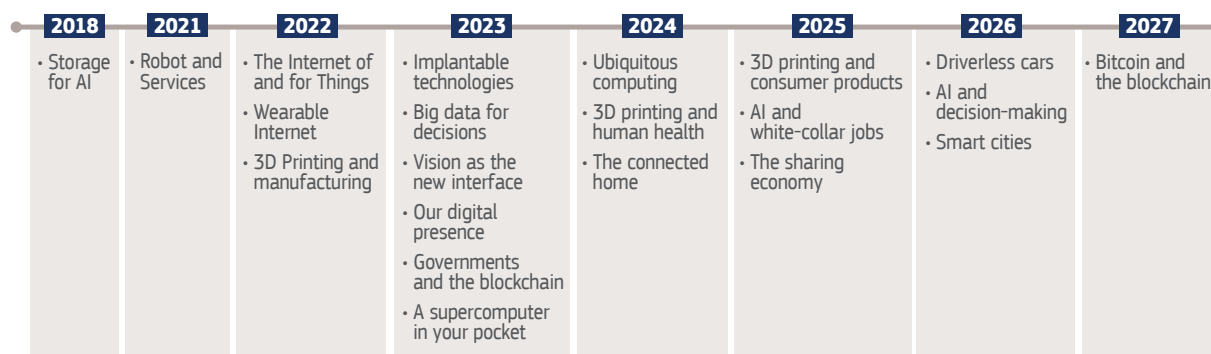 2018
2021
2022
2023
2024
2025
2026
2027
• Storage
for AI
• Robot and
Services
• The Internet of
and for Things
• Wearable
Internet
• 3D Printing and
manufacturing
• Implantable
technologies
• Big data for
decisions
• Vision as the
new interface
• Our digital
presence
• Governments
and the blockchain
• A supercomputer
in your pocket
• Ubiquitous
computing
• 3D printing and
human health
• The connected
home
• 3D printing and
consumer products
• AI and
white-collar jobs
• The sharing
economy
• Driverless cars
• AI and
decision-making
• Smart cities
• Bitcoin and
the blockchain